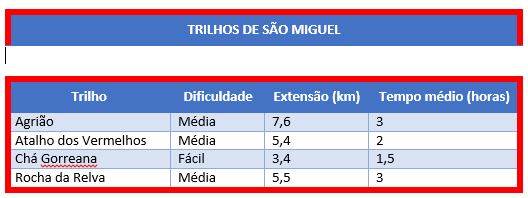 TRILHOS DE SÃO MIGUEL
Trilho Dificuldade Extensão (km) Tempo médio (horas)
Agrião Média 7,6 3
Atalho dos Vermelhos Média 5,4 2
Chá Gorreana Fácil 3,4 1,5
Rocha da Relva Média 5,5 3